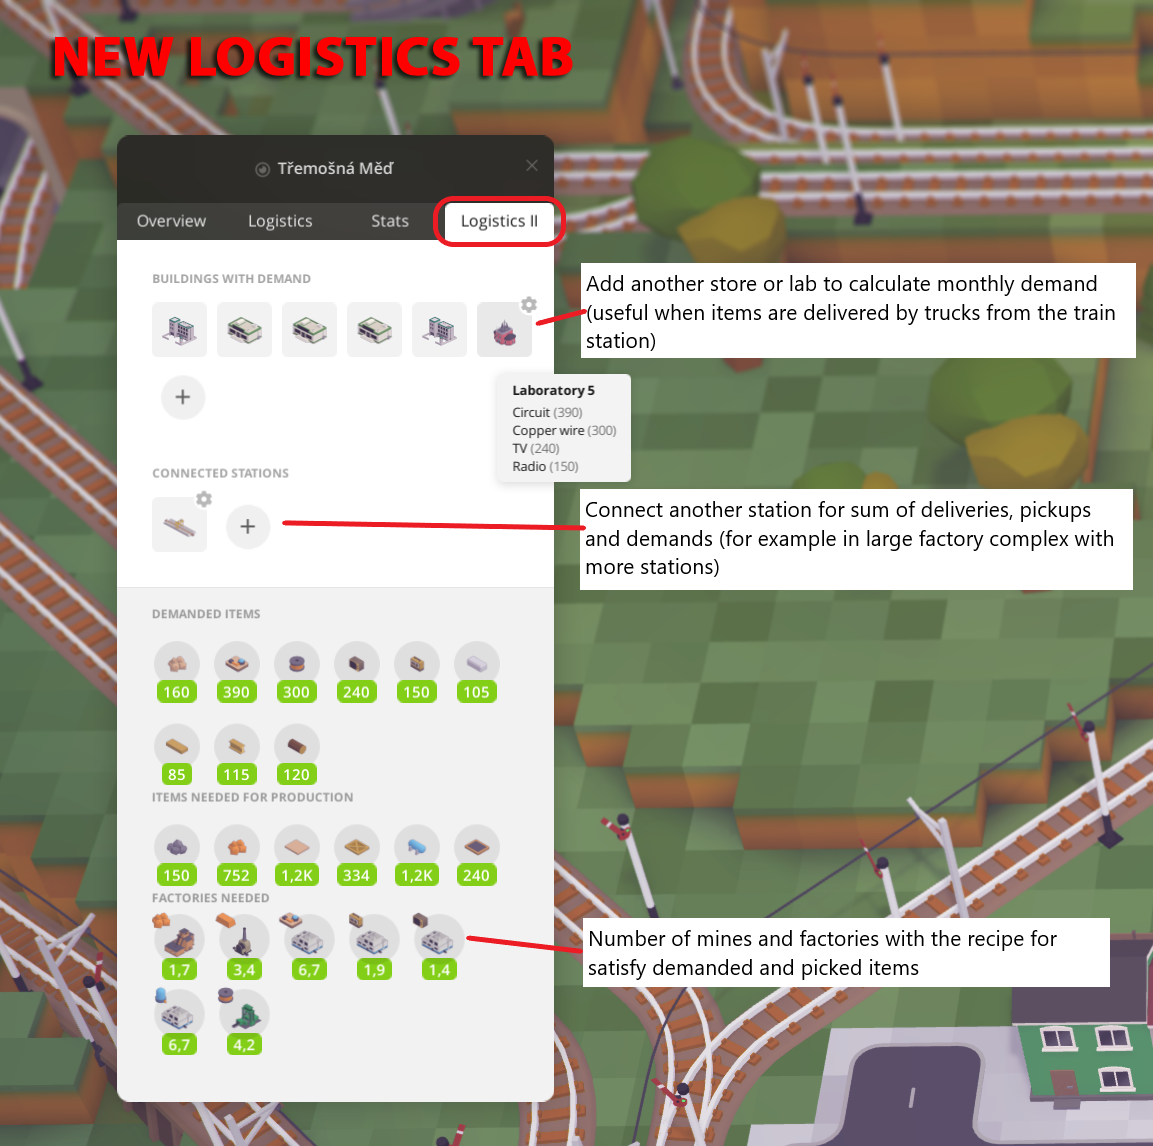 NEW LOGISTICS TAB
Třemošná Měď
Overview Logistics Stats Logistics II
BUILDINGS WITH DEMAND
Add another store or lab to calculate monthly demand
(useful when items are delivered by trucks from the train
station)
Laboratory 5
Circuit (390)
Copper wire (300)
TV (240)
Radio (150)
CONNECTED STATIONS
Connect another station for sum of deliveries, pickups
and demands (for example in large factory complex with
more stations)
DEMANDED ITEMS
160 390 300 240 150 105
85 115 120
ITEMS NEEDED FOR PRODUCTION
150 752 1,2K 334 1,2K 240
FACTORIES NEEDED
1,7 3,4 6,7 1,9 1,4
Number of mines and factories with the recipe for
satisfy demanded and picked items
6,7 4,2